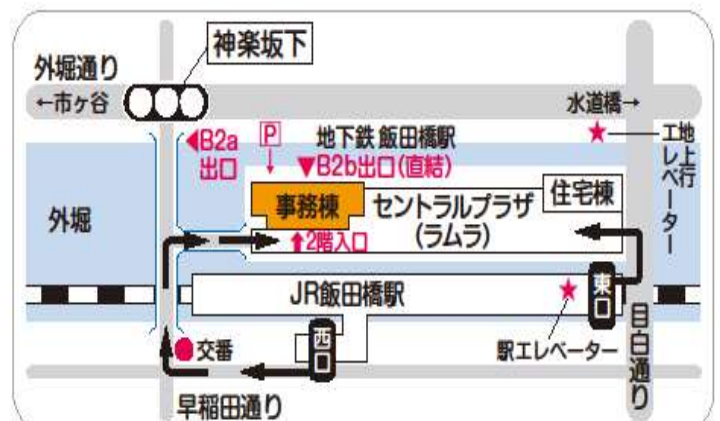 神楽坂下
外堀通り
←市ヶ谷
水道橋→
◀B2a
出口
P
地下鉄 飯田橋駅
▼B2b出口(直結)
★
地上行
エレベーター
事務棟
セントラルプラザ
(ラムラ)
住宅棟
外堀
⬆2階入口
JR飯田橋駅
★
東口
西口
交番
駅エレベーター
目白通り
早稲田通り